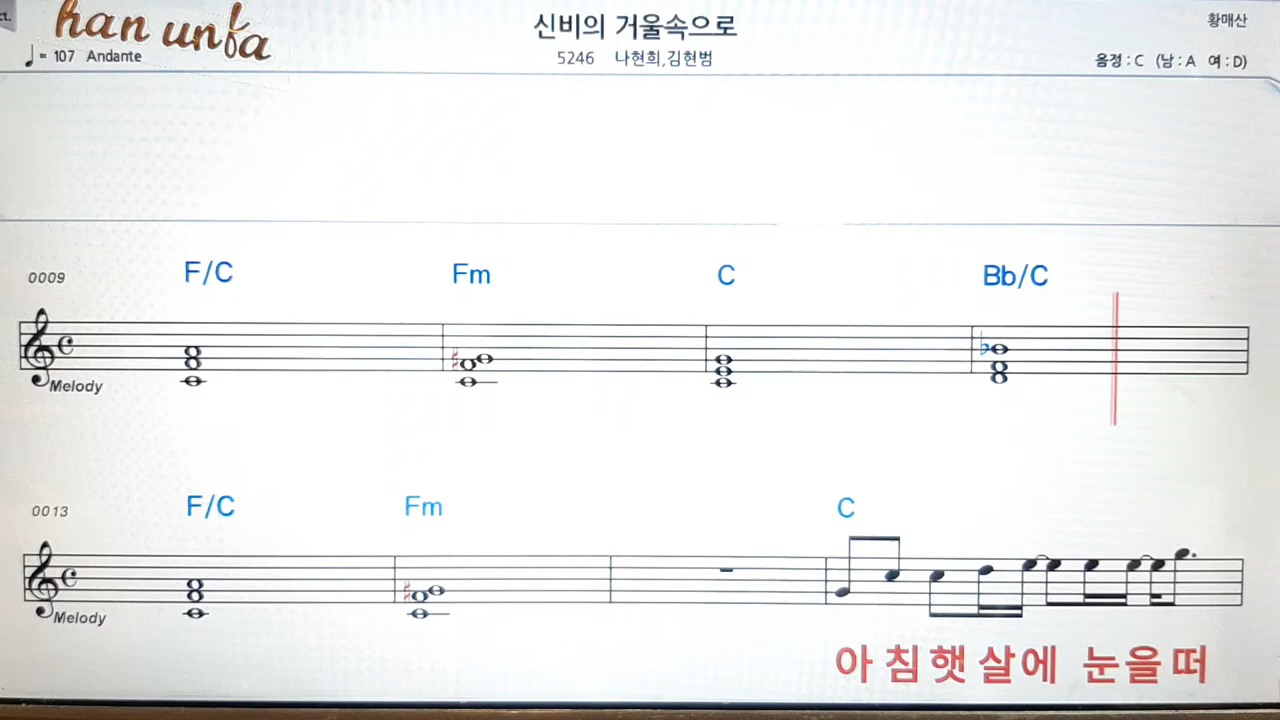 ct.
han unfa
신비의 거울속으로
황매산
= 107 Andante
5246 나현희,김현범
음정 : C (남 : A 여 : D)
0009 F/C Fm C Bb/C
Melody
0013 F/C Fm C
Melody
아 침 햇 살 에 눈 을 떠